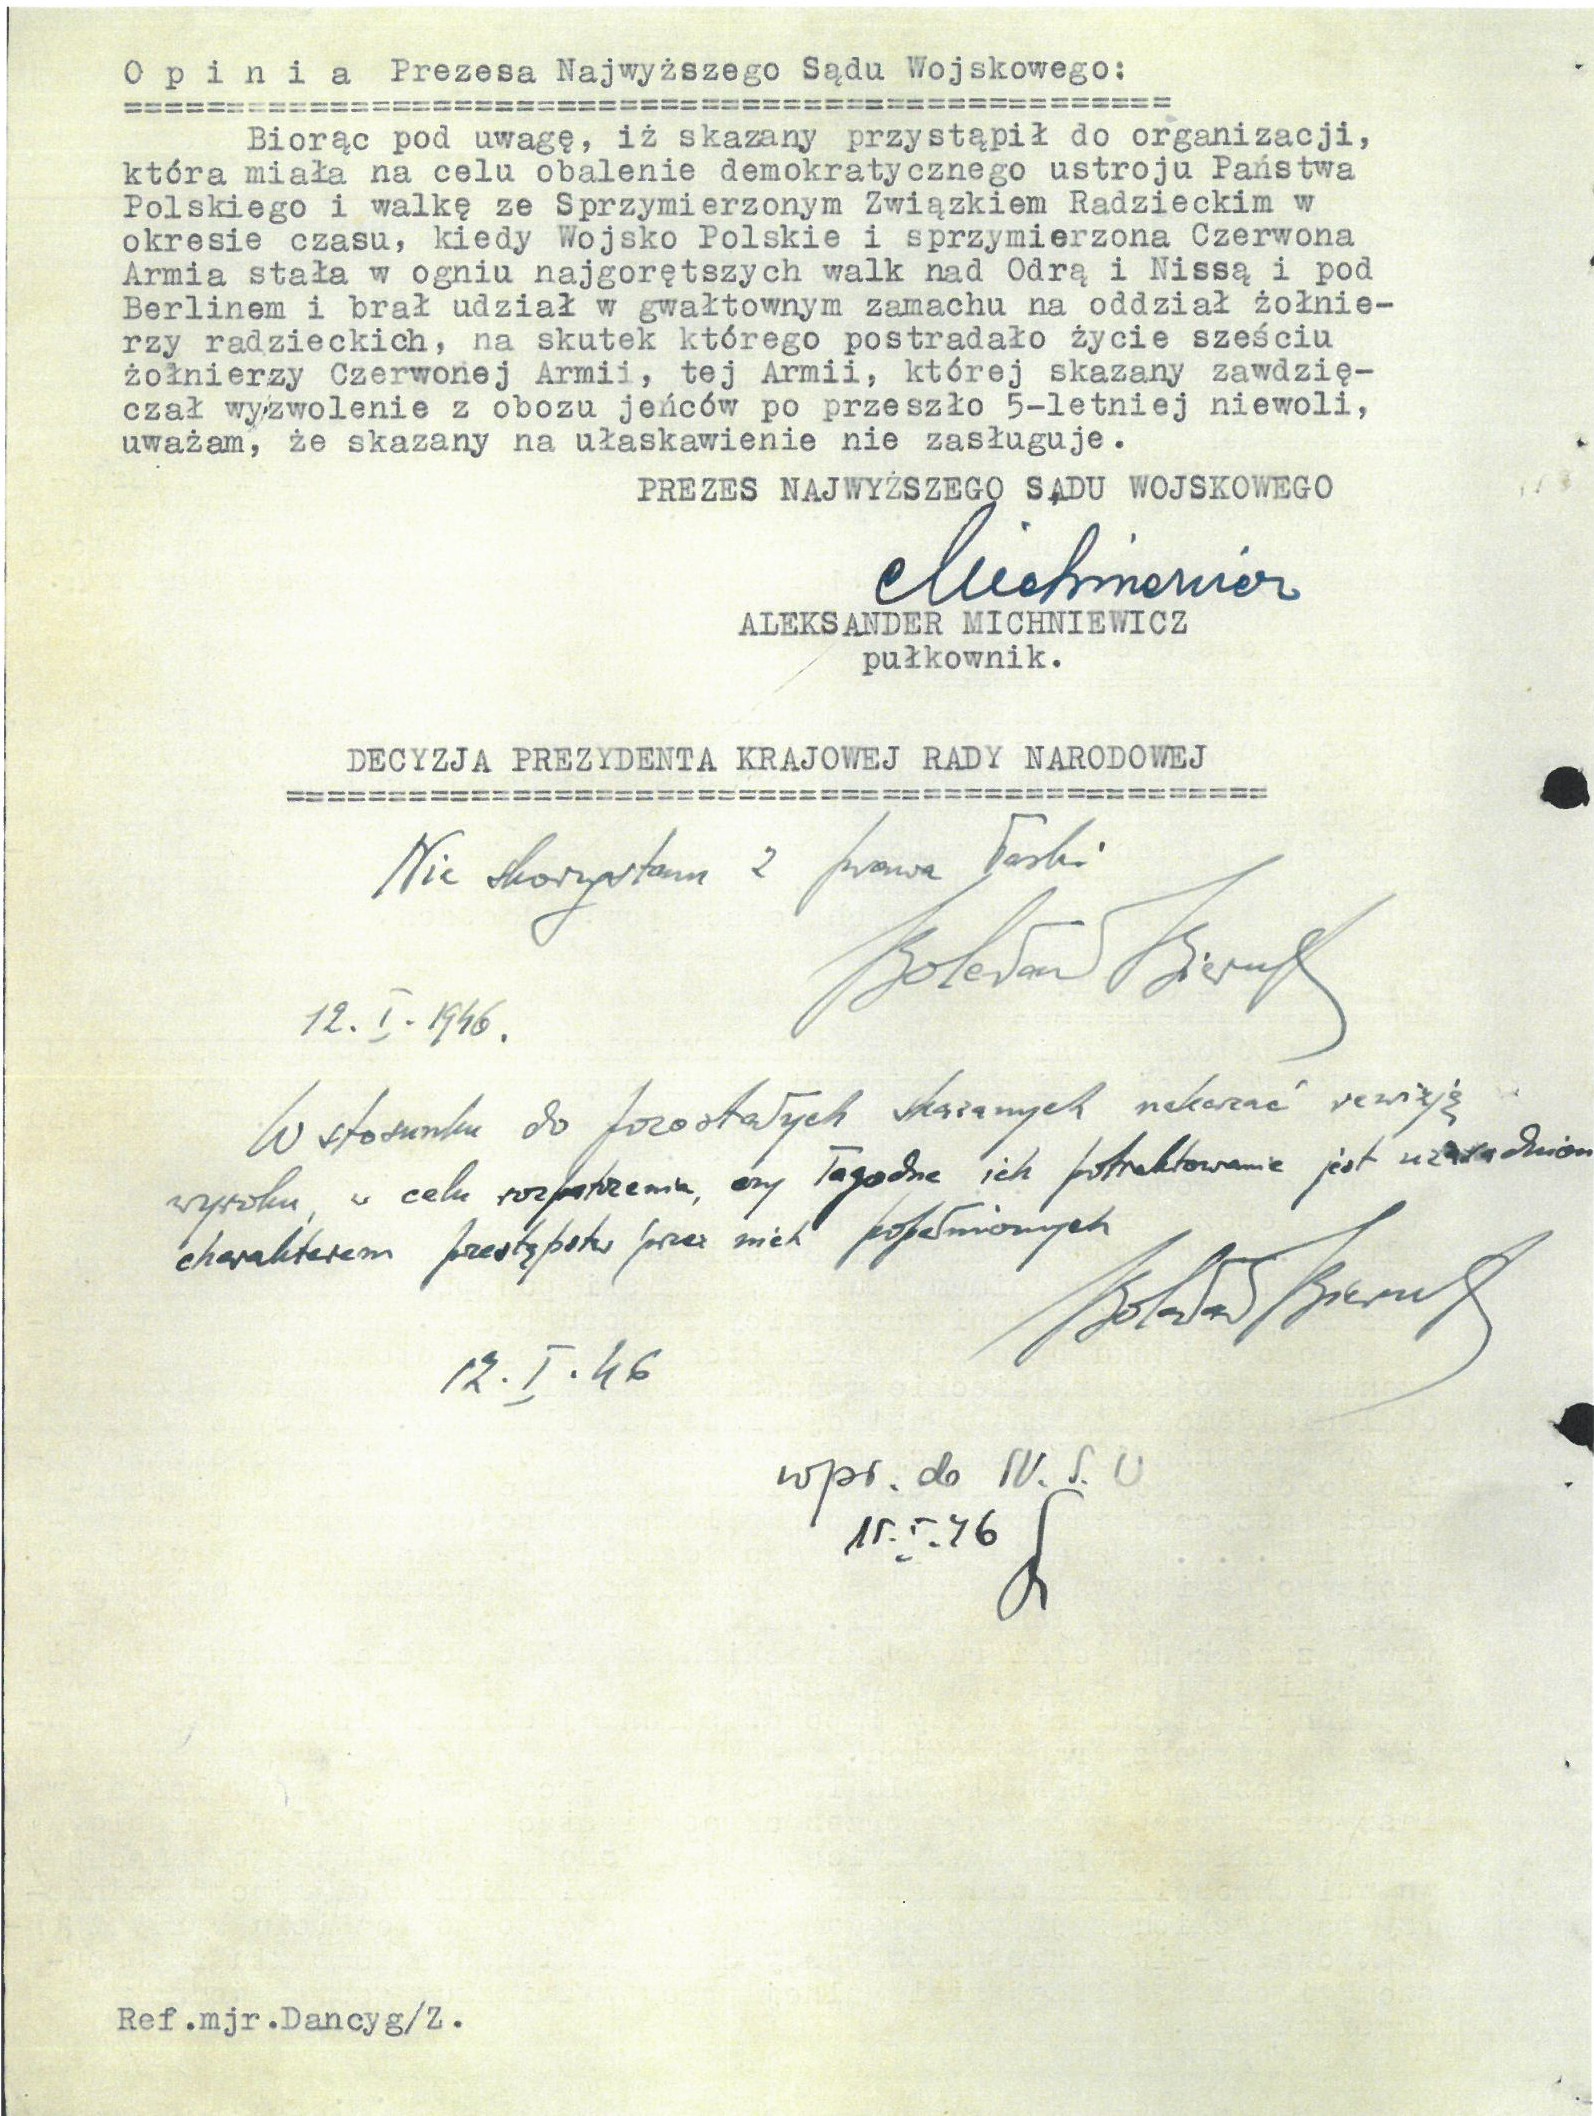 O p i n i a Prezesa Najwyższego Sądu Wojskowego:
===================================================
Biorąc pod uwagę, iż skazany przystąpił do organizacji,
która miała na celu obalenie demokratycznego ustroju Państwa
Polskiego i walkę ze Sprzymierzonym Związkiem Radzieckim w
okresie czasu, kiedy Wojsko Polskie i sprzymierzona Czerwona
Armia stała w ogniu najgorętszych walk nad Odrą i Nissą i pod
Berlinem i brał udział w gwałtownym zamachu na oddział żołnie-
rzy radzieckich, na skutek którego postradało życie sześciu
żołnierzy Czerwonej Armii, tej Armii, której skazany zawdzię-
czał wyzwolenie z obozu jeńców po przeszło 5-letniej niewoli,
uważam, że skazany na ułaskawienie nie zasługuje.
PREZES NAJWYŻSZEGO SĄDU WOJSKOWEGO
Michniewicz
ALEKSANDER MICHNIEWICZ
pułkownik.
DECYZJA PREZYDENTA KRAJOWEJ RADY NARODOWEJ
================================================
Nie skorzystam z prawa łaski
Bolesław Bierut
12. I. 1946.
W stosunku do pozostałych skazanych nakazać rewizję
wyroku, w celu rozpatrzenia, czy łagodne ich potraktowanie jest uzasadnion
charakterem przestępstw przez nich popełnionych
Bolesław Bierut
12. I. 46
wpr. do
15.I.46
Ref.mjr.Dancyg/Z.